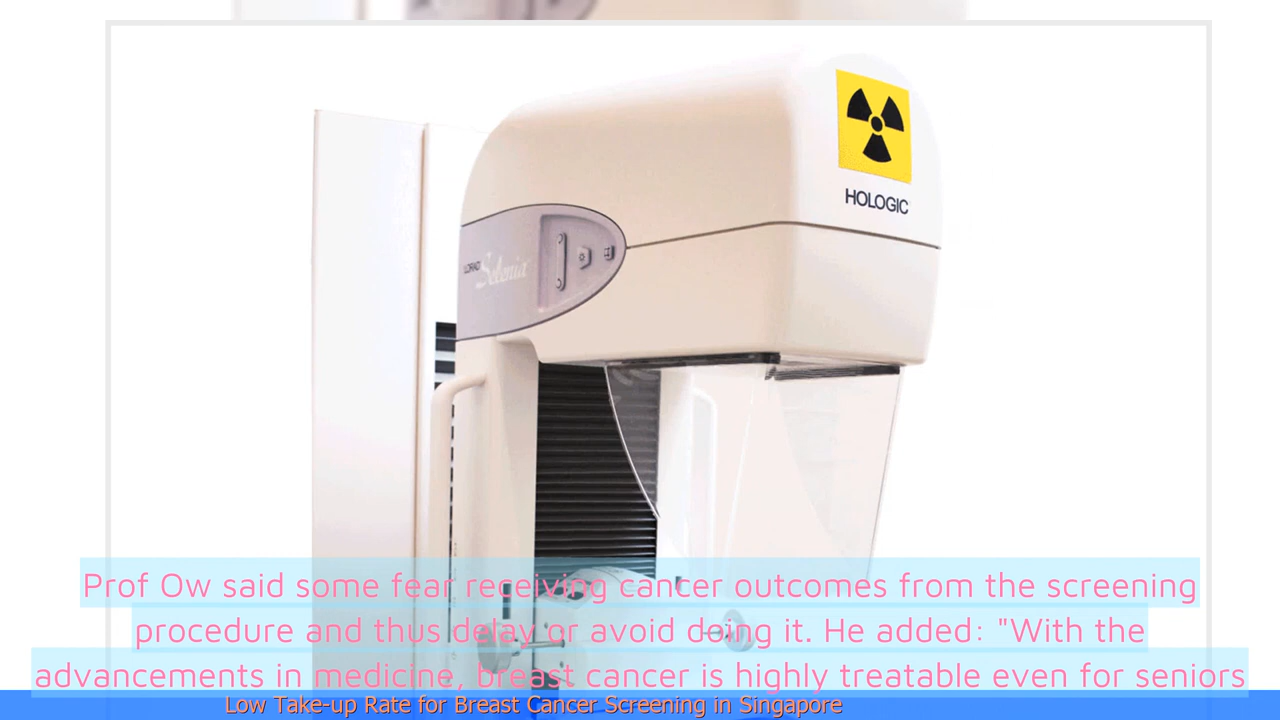 HOLOGIC
LORAD Selenia
Prof Ow said some fear receiving cancer outcomes from the screening
procedure and thus delay or avoid doing it. He added: "With the
advancements in medicine, breast cancer is highly treatable even for seniors
Low Take-up Rate for Breast Cancer Screening in Singapore